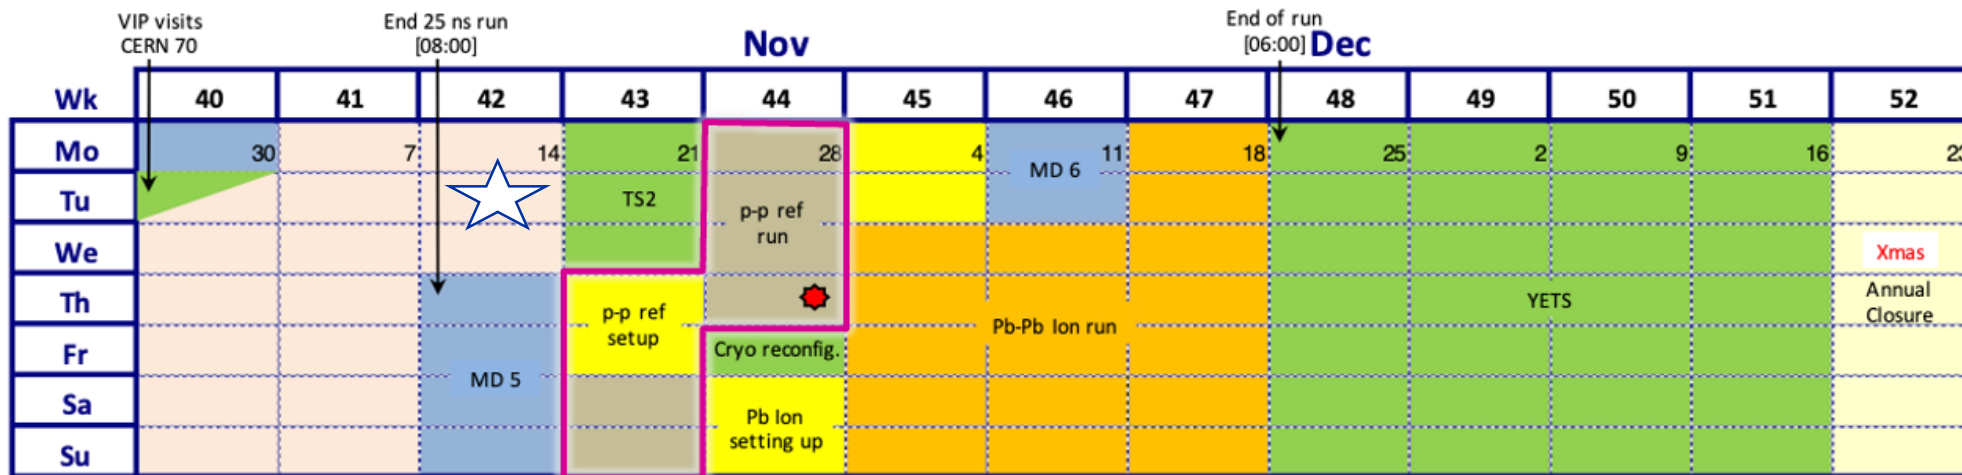 VIP visits
CERN 70
End 25 ns run
[08:00]
Nov
End of run
[06:00] Dec
Wk 40 41 42 43 44 45 46 47 48 49 50 51 52
Mo 30 7 14 21 28 4 11 18 25 2 9 16 23
MD 6
Tu TS2
p-p ref
run
We Xmas
Th YETS
Annual
Closure
p-p ref
setup
Pb-Pb Ion run
Fr Cryo reconfig.
MD 5
Sa
Pb Ion
setting up
Su